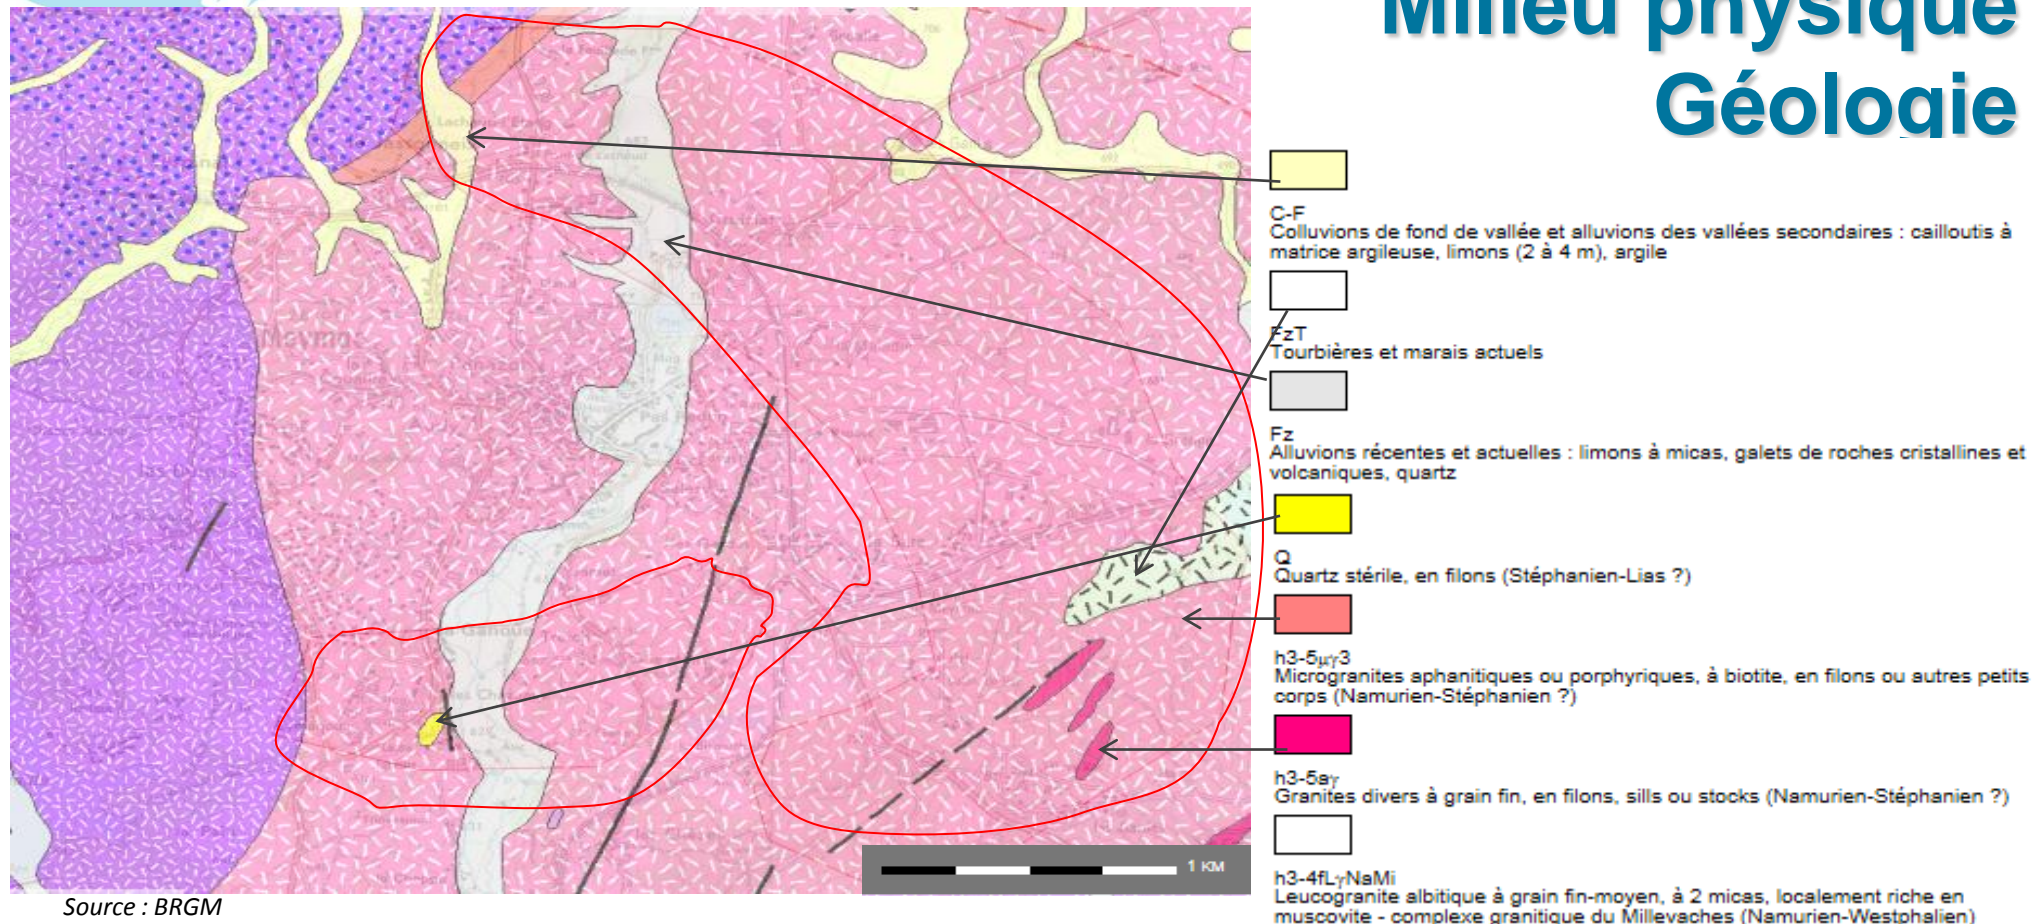 Milieu physique
Géologie
C-F
Colluvions de fond de vallée et alluvions des vallées secondaires : cailloutis à
matrice argileuse, limons (2 à 4 m), argile
FzT
Tourbières et marais actuels
Fz
Alluvions récentes et actuelles : limons à micas, galets de roches cristallines et
volcaniques, quartz
Q
Quartz stérile, en filons (Stéphanien-Lias ?)
h3-5μγ3
Microgranites aphanitiques ou porphyriques, à biotite, en filons ou autres petits
corps (Namurien-Stéphanien ?)
h3-5aγ
Granites divers à grain fin, en filons, sills ou stocks (Namurien-Stéphanien ?)
h3-4fLγNaMi
Leucogranite albitique à grain fin-moyen, à 2 micas, localement riche en
muscovite - complexe granitique du Millevaches (Namurien-Westphalien)
1 KM
Source : BRGM